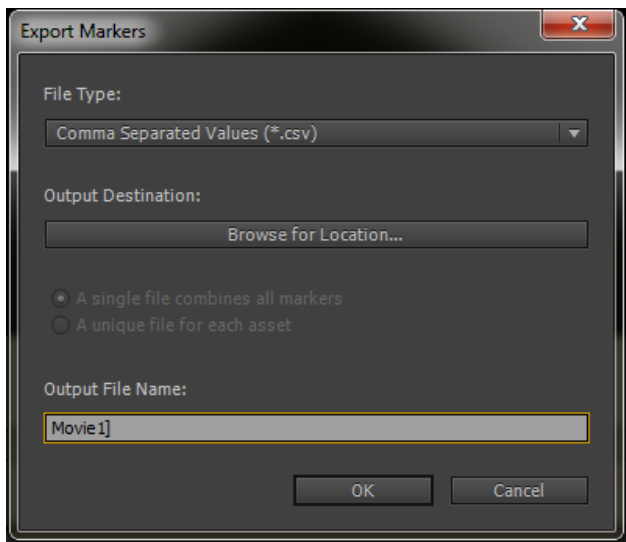 Export Markers
File Type:
Comma Separated Values (*.csv)
Output Destination:
Browse for Location...
A single file combines all markers
A unique file for each asset
Output File Name:
Movie1]
OK Cancel